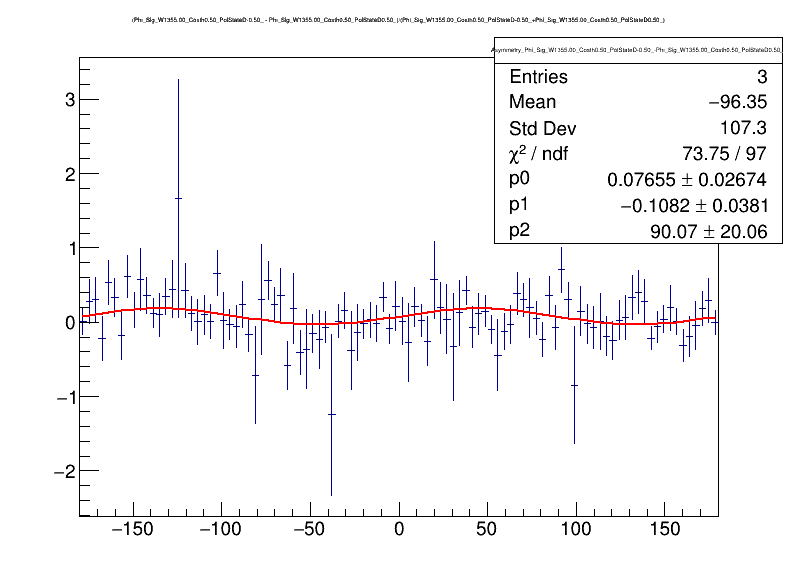 (Phi_Sig_W1355.00_Costh0.50_PolStateD-0.50_ - Phi_Sig_W1355.00_Costh0.50_PolStateD0.50_)/(Phi_Sig_W1355.00_Costh0.50_PolStateD-0.50_+Phi_Sig_W1355.00_Costh0.50_PolStateD0.50_)
Asymmetry_Phi_Sig_W1355.00_Costh0.50_PolStateD-0.50_-Phi_Sig_W1355.00_Costh0.50_PolStateD0.50_
Entries 3
Mean −96.35
Std Dev 107.3
χ² / ndf 73.75 / 97
p0 0.07655 ± 0.02674
p1 −0.1082 ± 0.0381
p2 90.07 ± 20.06
3
2
1
0
−1
−2
−150 −100 −50 0 50 100 150